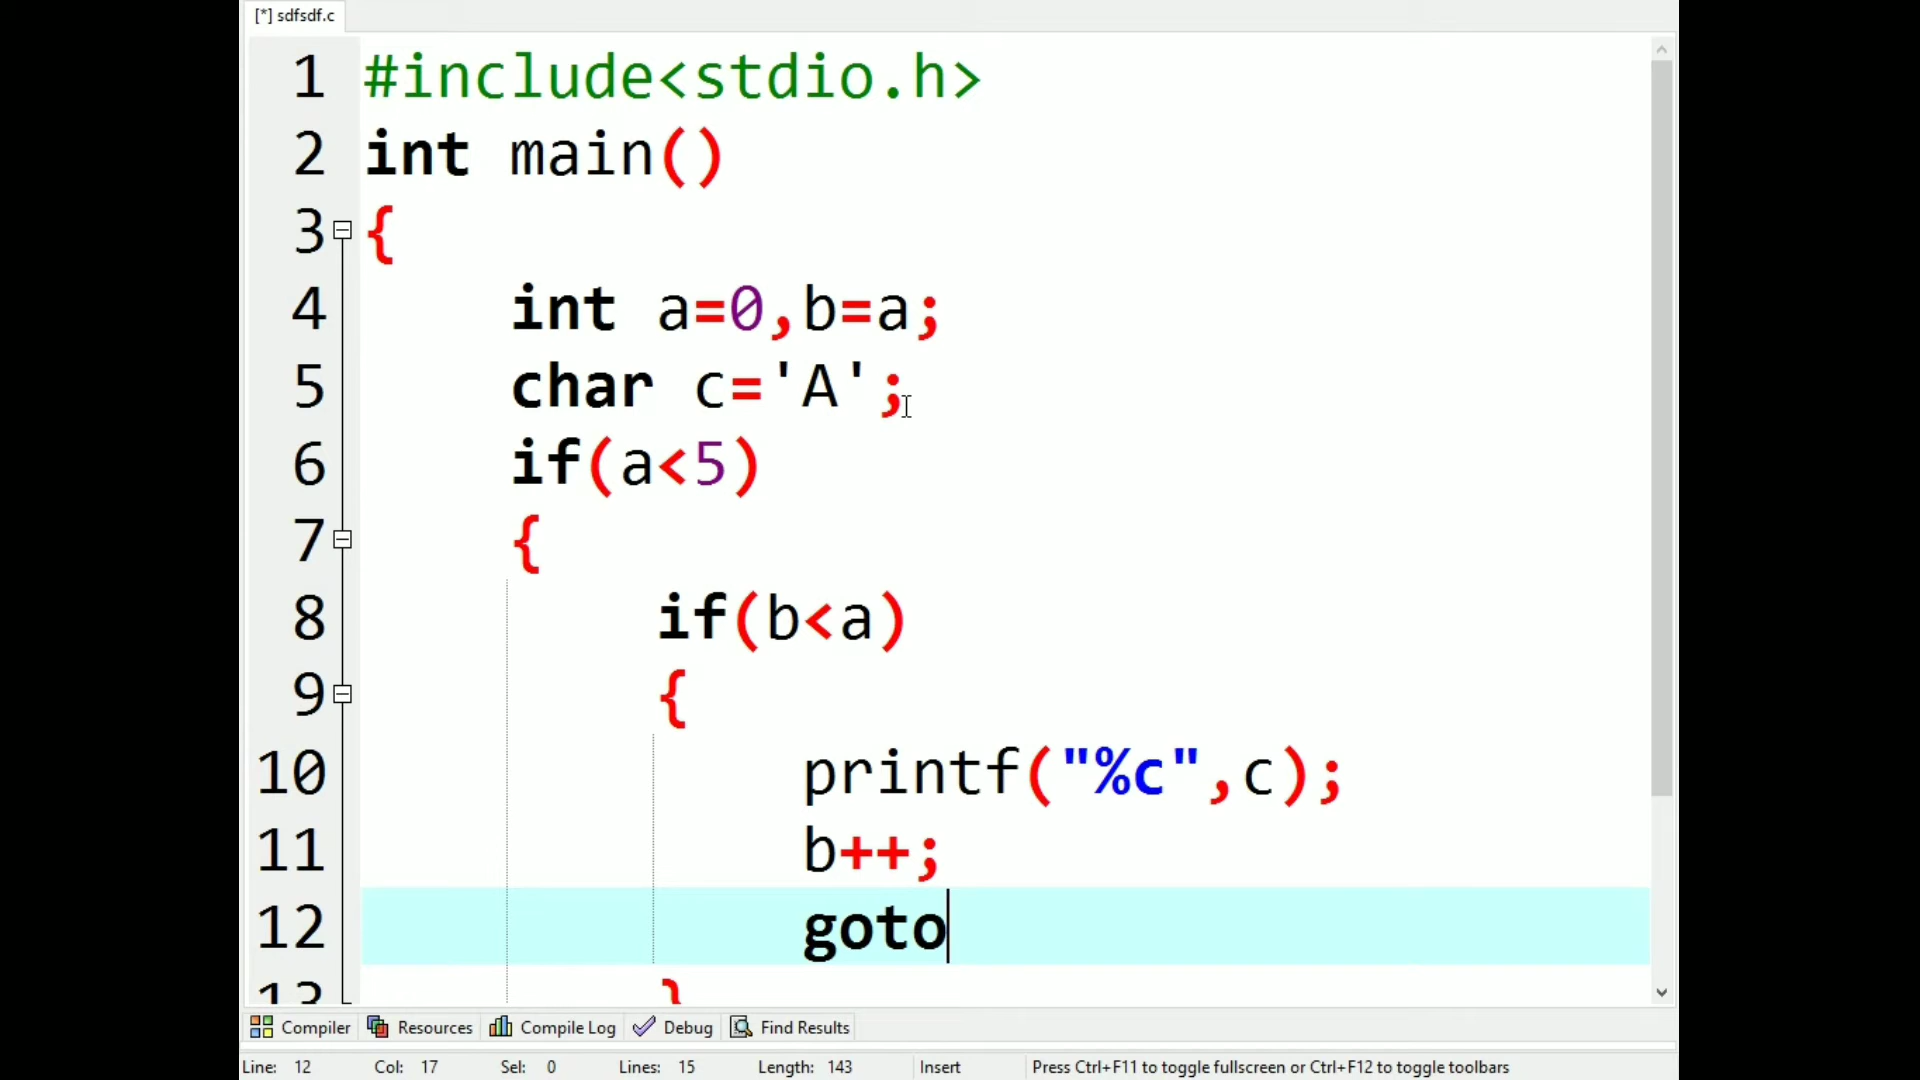 [*] sdfsdf.c
1 #include<stdio.h>
2 int main()
3 {
4 int a=0,b=a;
5 char c='A';
6 if(a<5)
7 {
8 if(b<a)
9 {
10 printf("%c",c);
11 b++;
12 goto
13 }
Compiler Resources Compile Log Debug Find Results
Line: 12 Col: 17 Sel: 0 Lines: 15 Length: 143 Insert Press Ctrl+F11 to toggle fullscreen or Ctrl+F12 to toggle toolbars